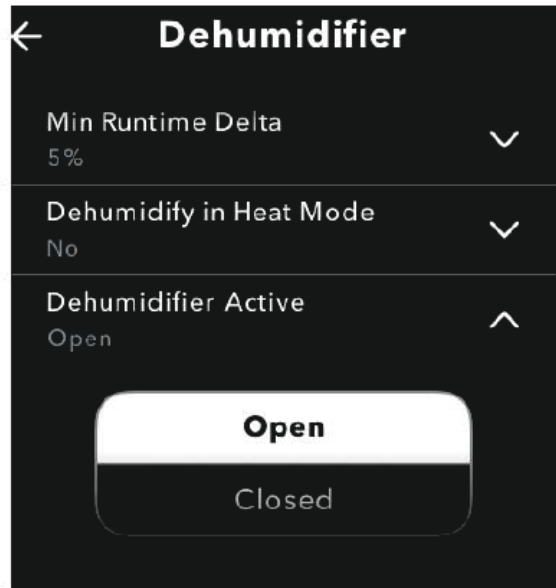 Dehumidifier
Min Runtime Delta
5%
Dehumidify in Heat Mode
No
Dehumidifier Active
Open
Open
Closed